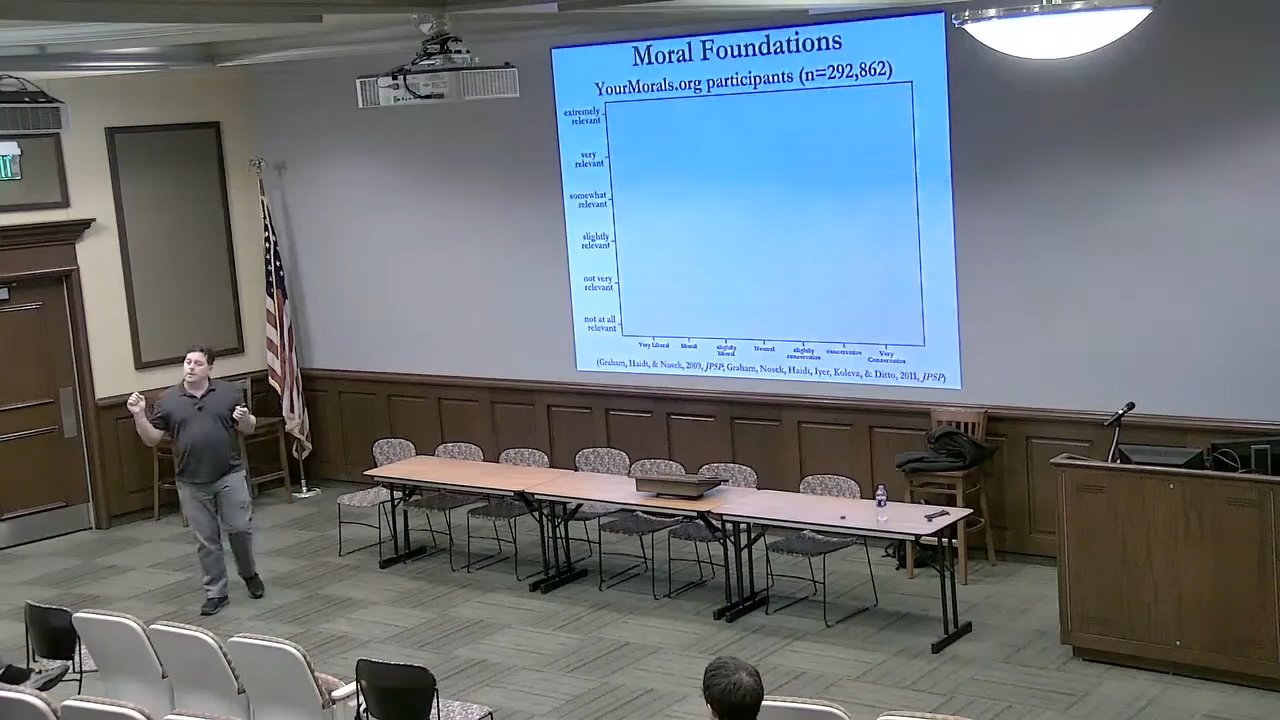 Moral Foundations
YourMorals.org participants (n=292,862)
extremely
relevant
very
relevant
somewhat
relevant
slightly
relevant
not very
relevant
not at all
relevant
Very Liberal
liberal
slightly
liberal
Neutral
slightly
conservative
conservative
Very
Conservative
(Graham, Haidt, & Nosek, 2009, JPSP; Graham, Nosek, Haidt, Iyer, Koleva, & Ditto, 2011, JPSP)